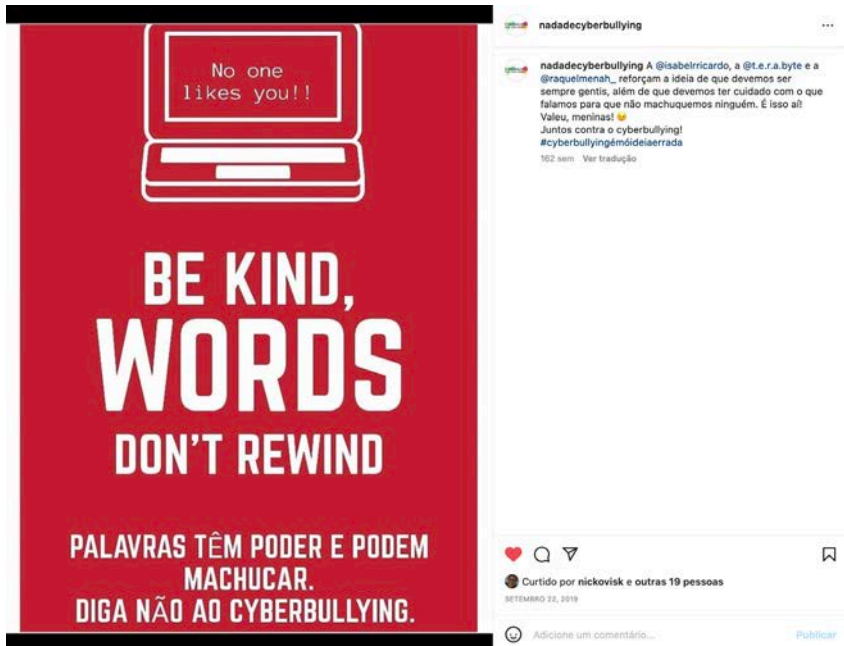 No one
likes you!!
BE KIND,
WORDS
DON'T REWIND
PALAVRAS TÊM PODER E PODEM
MACHUCAR.
DIGA NÃO AO CYBERBULLYING.
nadadecyberbullying
nadadecyberbullying A @isabelrricardo, a @t.e.r.a.byte e a
@raquelmenah_ reforçam a ideia de que devemos ser
sempre gentis, além de que devemos ter cuidado com o que
falamos para que não machuquemos ninguém. É isso aí!
Valeu, meninas! 😉
Juntos contra o cyberbullying!
#cyberbullyingémóideiaerrada
162 sem Ver tradução
Curtido por nickovisk e outras 19 pessoas
SETEMBRO 22, 2019
Adicione um comentário...
Publicar